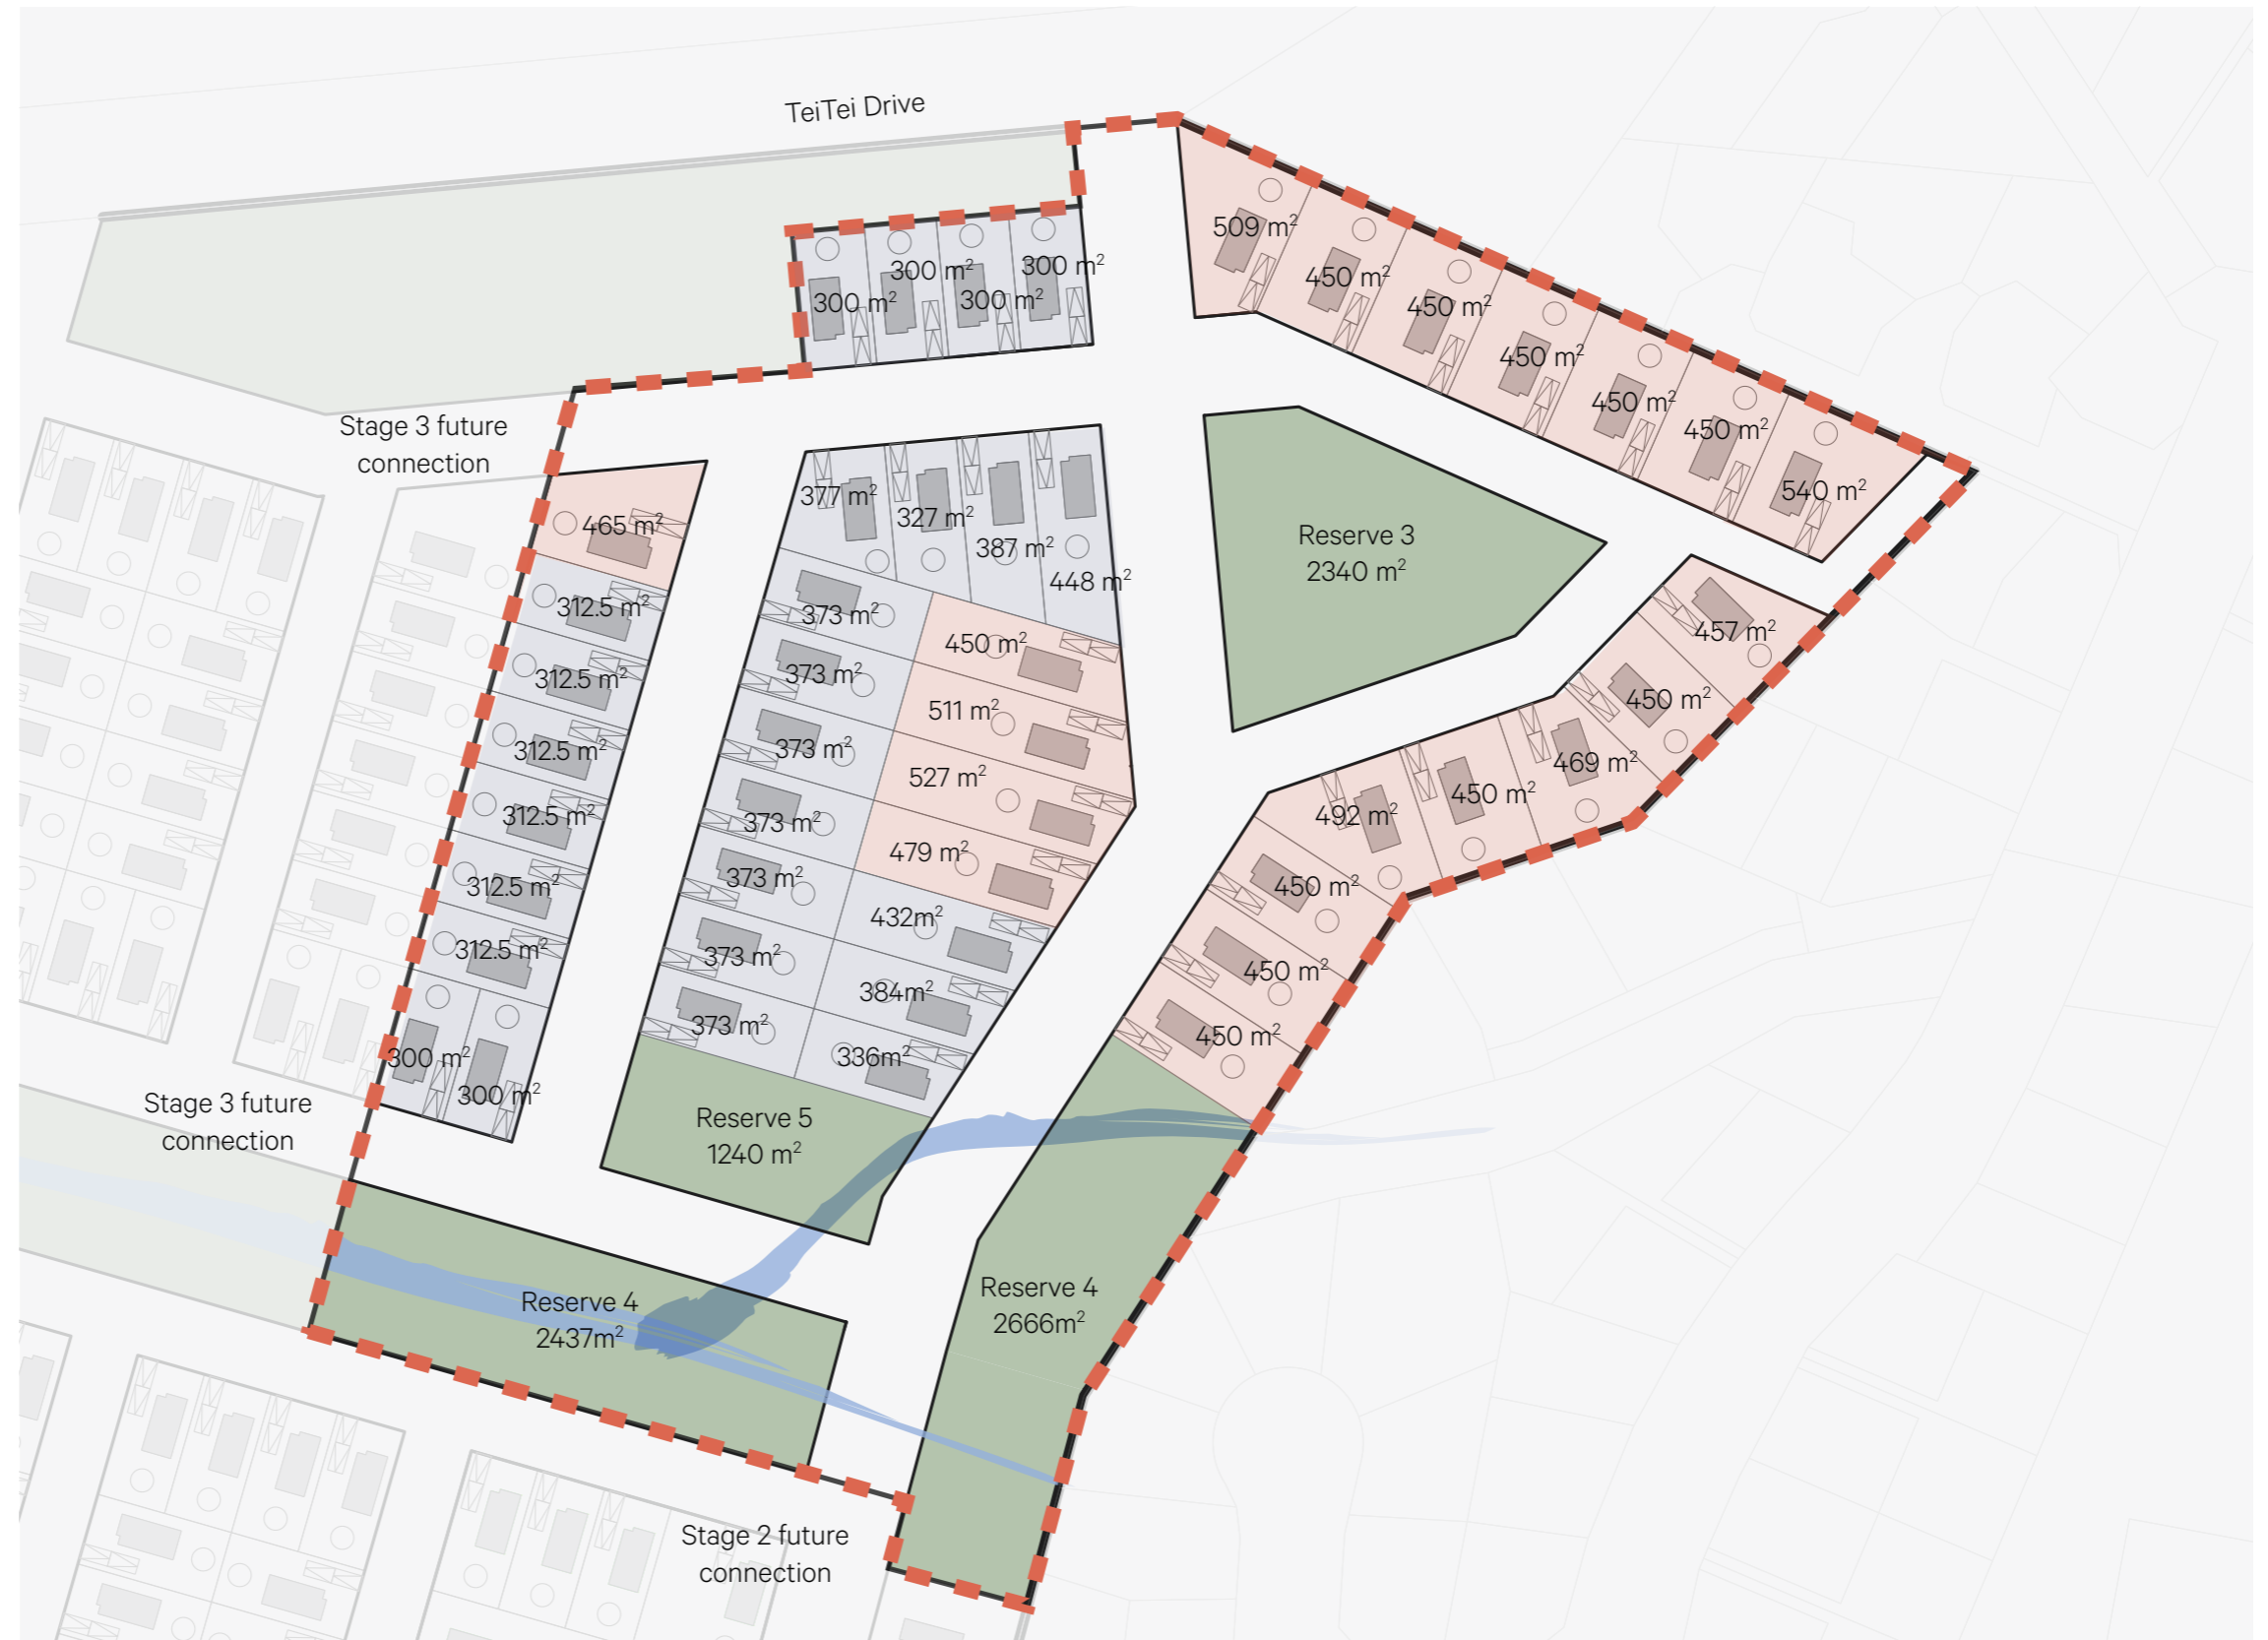 TeiTei Drive
509 m²
450 m²
450 m²
450 m²
450 m²
450 m²
540 m²
300 m²
300 m²
300 m²
300 m²
Stage 3 future
connection
465 m²
312.5 m²
312.5 m²
312.5 m²
312.5 m²
312.5 m²
312.5 m²
300 m²
300 m²
377 m²
327 m²
387 m²
448 m²
373 m²
373 m²
373 m²
373 m²
373 m²
373 m²
373 m²
450 m²
511 m²
527 m²
479 m²
432m²
384m²
336m²
Reserve 3
2340 m²
457 m²
450 m²
469 m²
450 m²
492 m²
450 m²
450 m²
450 m²
Stage 3 future
connection
Reserve 5
1240 m²
Reserve 4
2437m²
Reserve 4
2666m²
Stage 2 future
connection